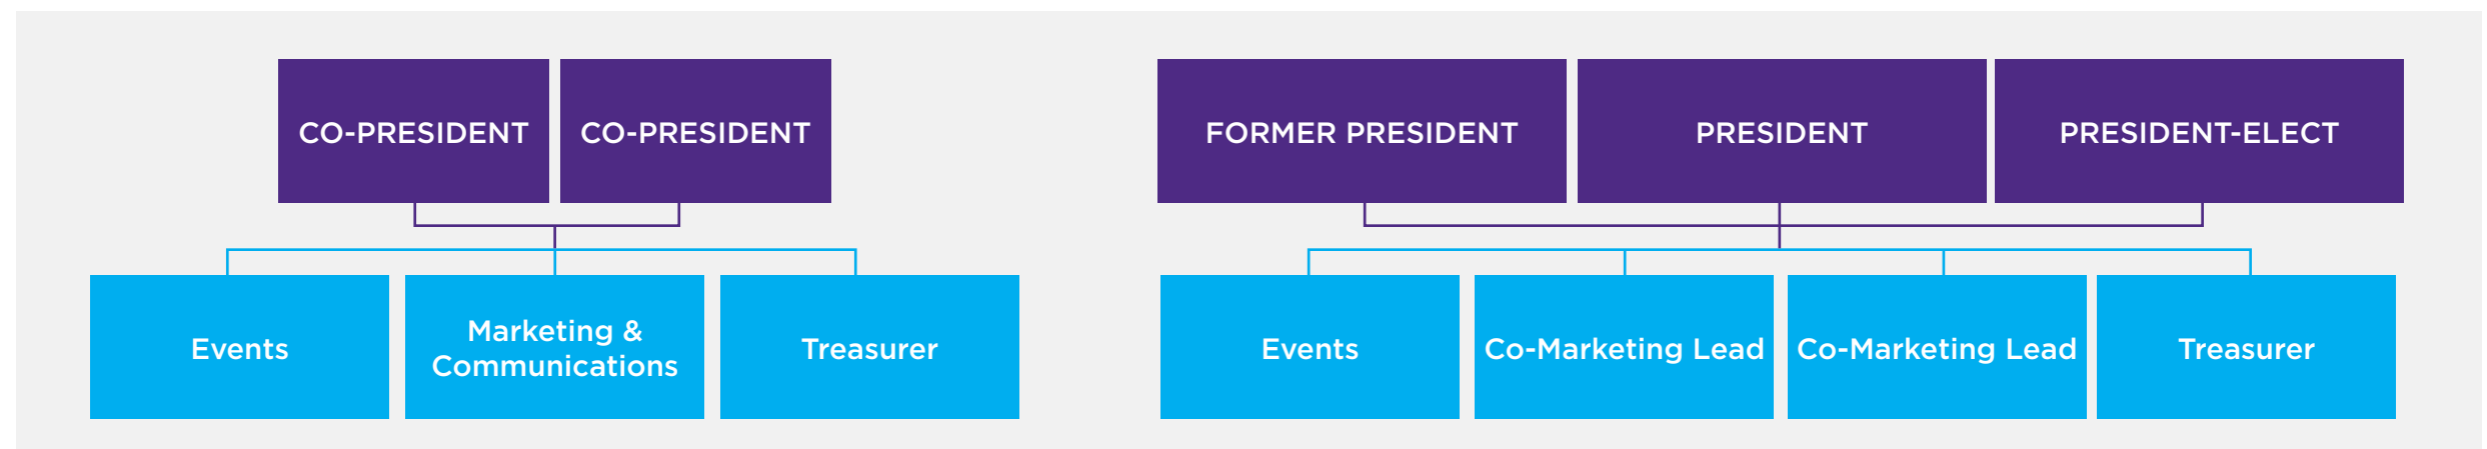 CO-PRESIDENT
CO-PRESIDENT
Events
Marketing &
Communications
Treasurer
FORMER PRESIDENT
PRESIDENT
PRESIDENT-ELECT
Events
Co-Marketing Lead
Co-Marketing Lead
Treasurer